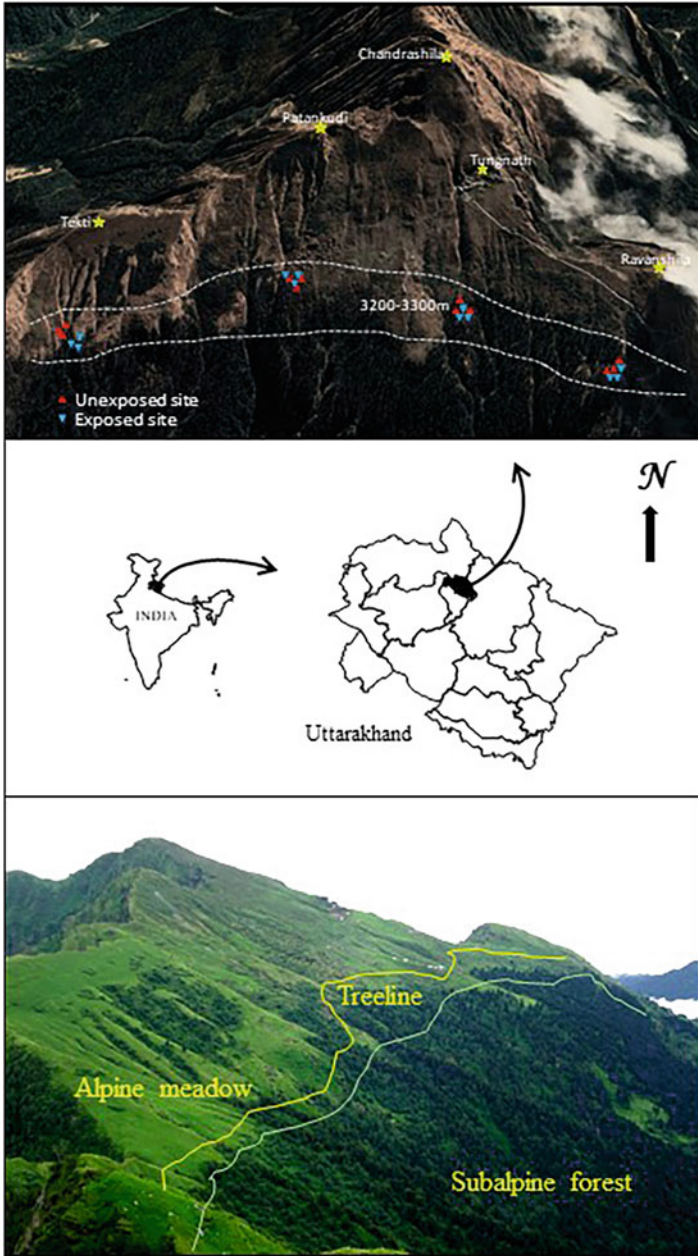 Chandrashila
Patankudi
Tungnath
Tekti
Ravanshila
3200-3300m
Unexposed site
Exposed site
N
INDIA
Uttarakhand
Treeline
Alpine meadow
Subalpine forest